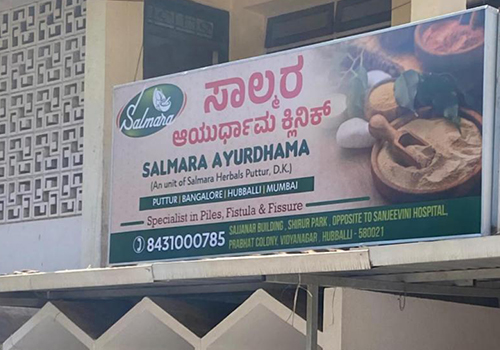 Salmara
ಸಾಲ್ಮರ
ಆಯುರ್ಧಾಮ ಕ್ಲಿನಿಕ್
SALMARA AYURDHAMA
(An unit of Salmara Herbals Puttur, D.K.)
PUTTUR | BANGALORE | HUBBALLI | MUMBAI
Specialist in Piles, Fistula & Fissure
8431000785
SAJJANAR BUILDING , SHIRUR PARK , OPPOSITE TO SANJEEVINI HOSPITAL,
PRABHAT COLONY, VIDYANAGAR , HUBBALLI - 580021